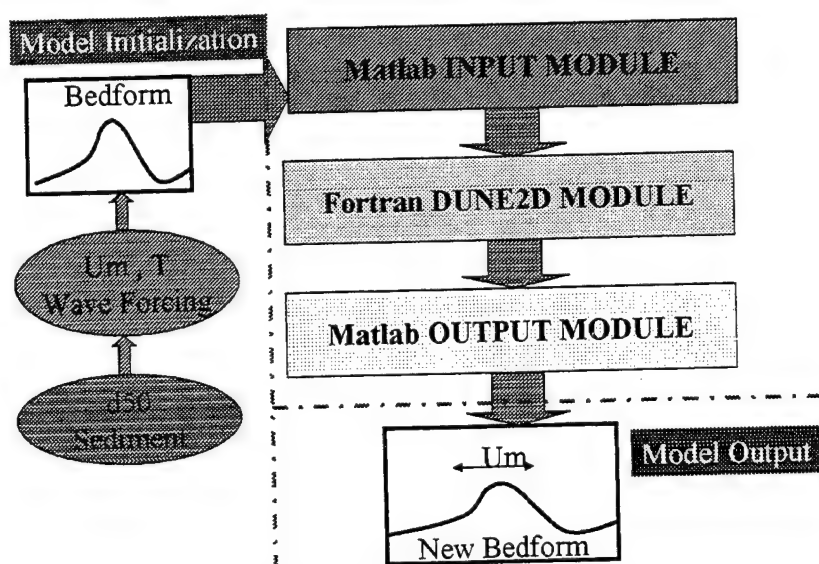 Model Initialization
Bedform
Um, T
Wave Forcing
d50
Sediment
Matlab INPUT MODULE
Fortran DUNE2D MODULE
Matlab OUTPUT MODULE
Um
New Bedform
Model Output